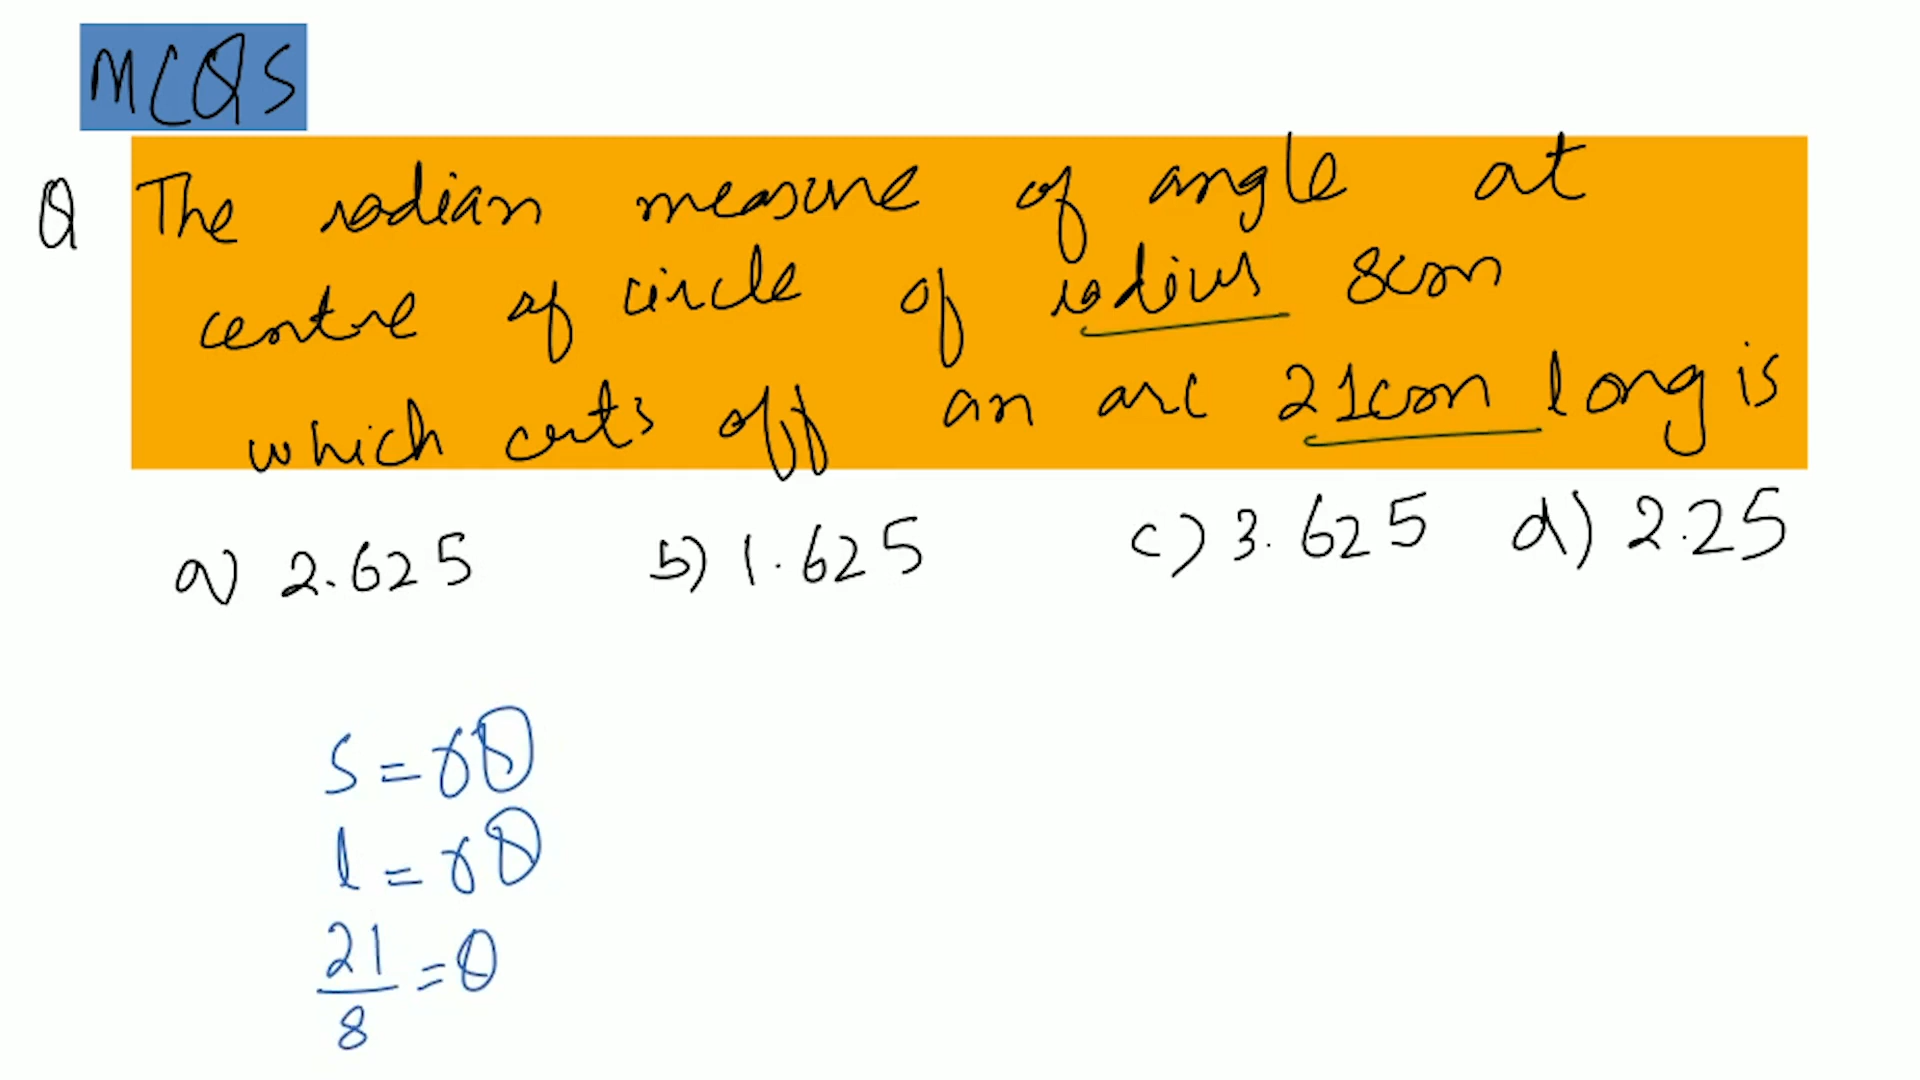 MCQS
Q The radian measure of angle at
centre of circle of radius 8cm
which cuts off an arc 21cm long is
a) 2.625 b) 1.625 c) 3.625 d) 2.25
S = rθ
l = rθ
21/8 = θ